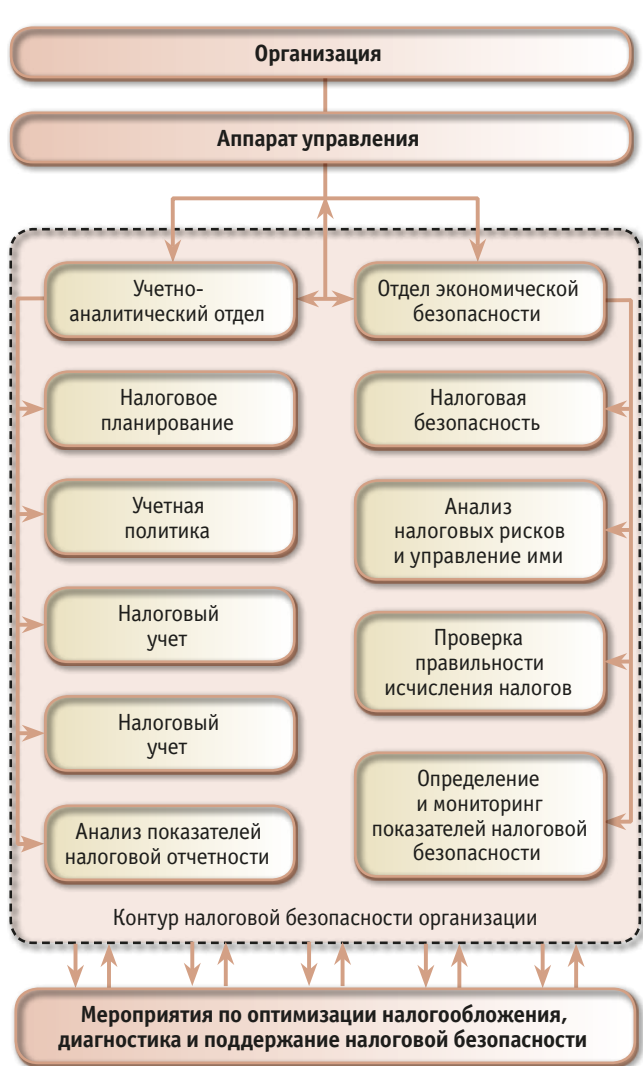 Организация
Аппарат управления
Учетно-
аналитический отдел
Отдел экономической
безопасности
Налоговое
планирование
Налоговая
безопасность
Учетная
политика
Анализ
налоговых рисков
и управление ими
Налоговый
учет
Проверка
правильности
исчисления налогов
Налоговый
учет
Определение
и мониторинг
показателей налоговой
безопасности
Анализ показателей
налоговой отчетности
Контур налоговой безопасности организации
Мероприятия по оптимизации налогообложения,
диагностика и поддержание налоговой безопасности